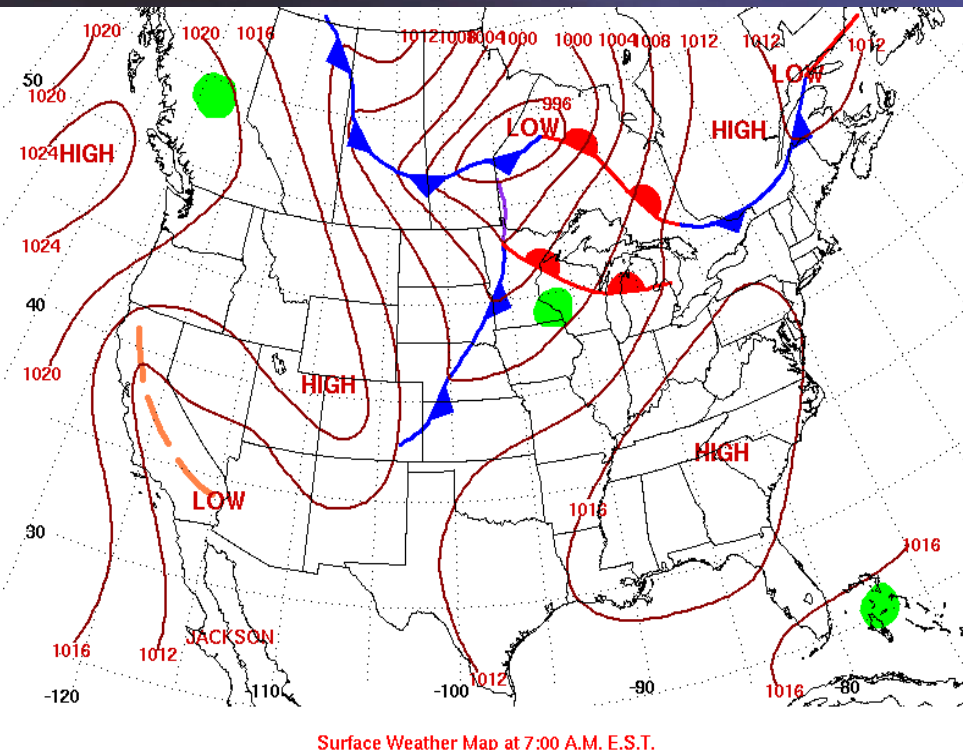 1020 1020 1016 1012 1008 1004 1000 1000 1004 1008 1012 1012 1012
50
LOW
1020
996
LOW HIGH
1024 HIGH
1024
40
1020
HIGH
HIGH
LOW
1016
30
1016
JACKSON
1016 1012
1012
-120 -110 -100 -90 -80
1016
Surface Weather Map at 7:00 A.M. E.S.T.